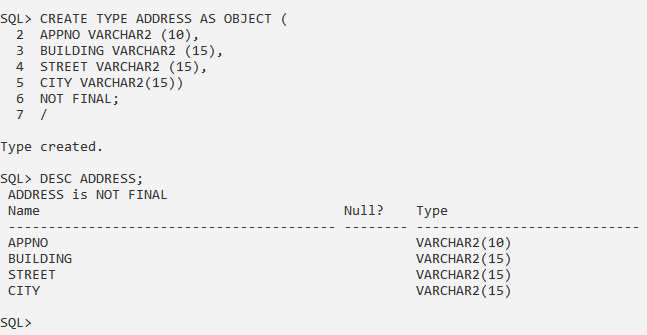 SQL> CREATE TYPE ADDRESS AS OBJECT (
  2  APPNO VARCHAR2 (10),
  3  BUILDING VARCHAR2 (15),
  4  STREET VARCHAR2 (15),
  5  CITY VARCHAR2(15))
  6  NOT FINAL;
  7  /
Type created.
SQL> DESC ADDRESS;
 ADDRESS is NOT FINAL
 Name                                      Null?    Type
 ----------------------------------------- -------- ----------------------------
 APPNO                                              VARCHAR2(10)
 BUILDING                                           VARCHAR2(15)
 STREET                                             VARCHAR2(15)
 CITY                                               VARCHAR2(15)
SQL>